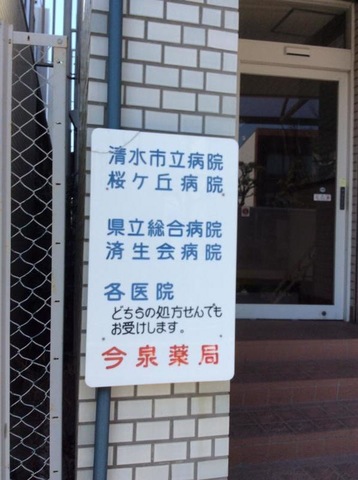 清水市立病院
桜ケ丘病院
県立総合病院
済生会病院
各医院
どちらの処方せんでも
お受けします。
今泉薬局